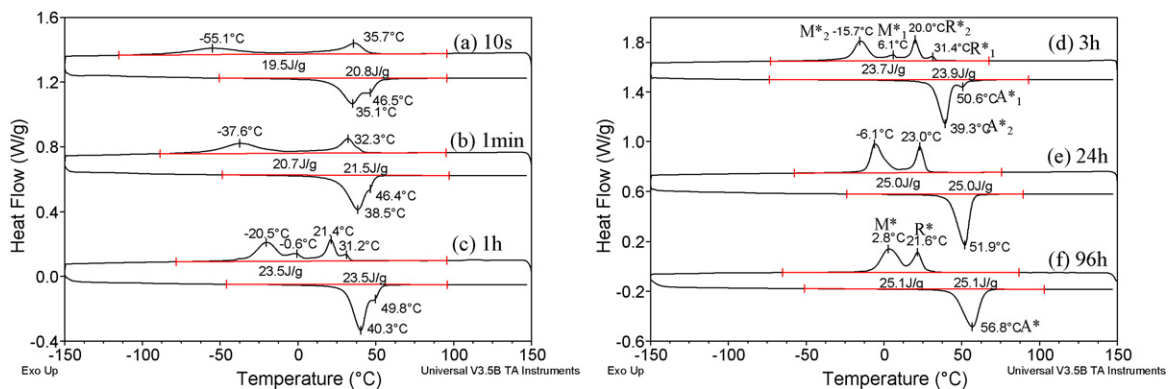 1.6
1.2
0.8
0.4
0.0
-0.4
Heat Flow (W/g)
-55.1°C
35.7°C
(a) 10s
19.5J/g
20.8J/g
46.5°C
35.1°C
-37.6°C
32.3°C
(b) 1min
20.7J/g
21.5J/g
46.4°C
38.5°C
-20.5°C
-0.6°C
21.4°C
31.2°C
(c) 1h
23.5J/g
23.5J/g
49.8°C
40.3°C
-150 -100 -50 0 50 100 150
Exo Up
Temperature (°C)
Universal V3.5B TA Instruments
1.8
1.4
1.0
0.6
0.2
-0.2
-0.6
Heat Flow (W/g)
M*2 -15.7°C
M*1
6.1°C
20.0°C R*2
31.4°C R*1
(d) 3h
23.7J/g
23.9J/g
50.6°C A*1
39.3°C A*2
-6.1°C
23.0°C
(e) 24h
25.0J/g
25.0J/g
51.9°C
M*
2.8°C
R*
21.6°C
(f) 96h
25.1J/g
25.1J/g
56.8°C A*
-150 -100 -50 0 50 100 150
Exo Up
Temperature (°C)
Universal V3.5B TA Instruments